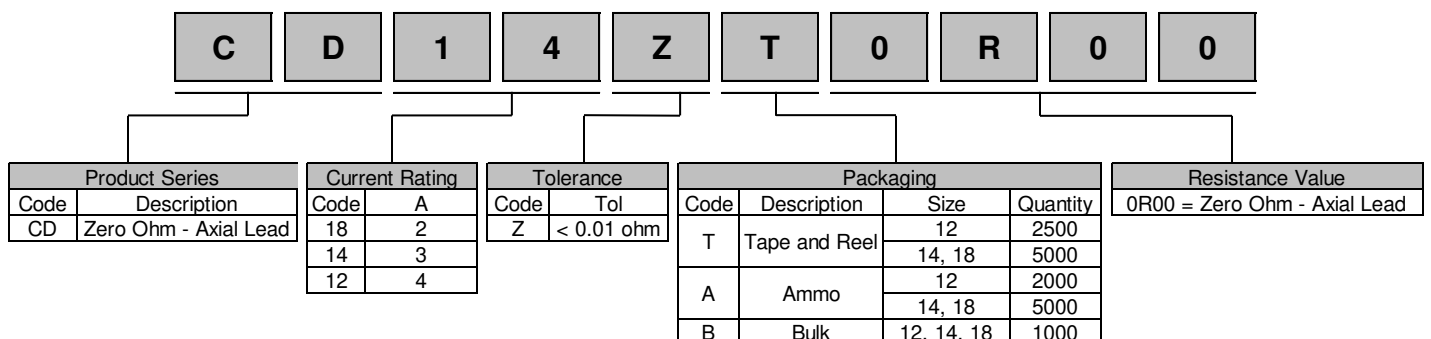 C D 1 4 Z T 0 R 0 0
Product Series
Code Description
CD Zero Ohm - Axial Lead
Current Rating
Code A
18 2
14 3
12 4
Tolerance
Code Tol
Z < 0.01 ohm
Packaging
Code Description Size Quantity
T Tape and Reel 12 2500
14, 18 5000
A Ammo 12 2000
14, 18 5000
B Bulk 12, 14, 18 1000
Resistance Value
0R00 = Zero Ohm - Axial Lead